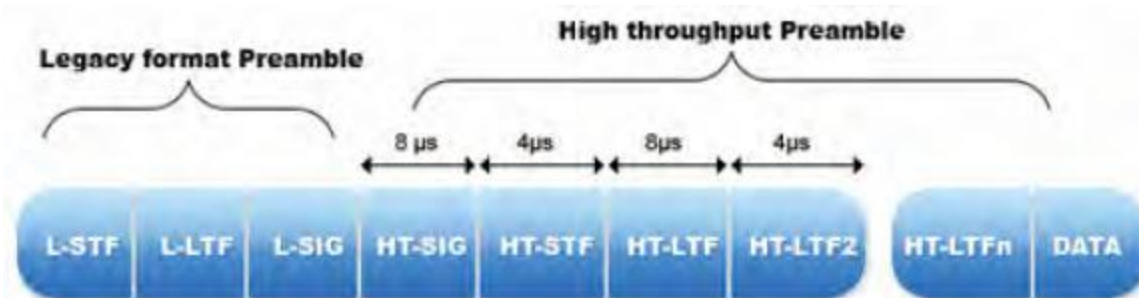 High throughput Preamble
Legacy format Preamble
8 µs 4µs 8µs 4µs
L-STF L-LTF L-SIG HT-SIG HT-STF HT-LTF HT-LTF2 HT-LTFn DATA